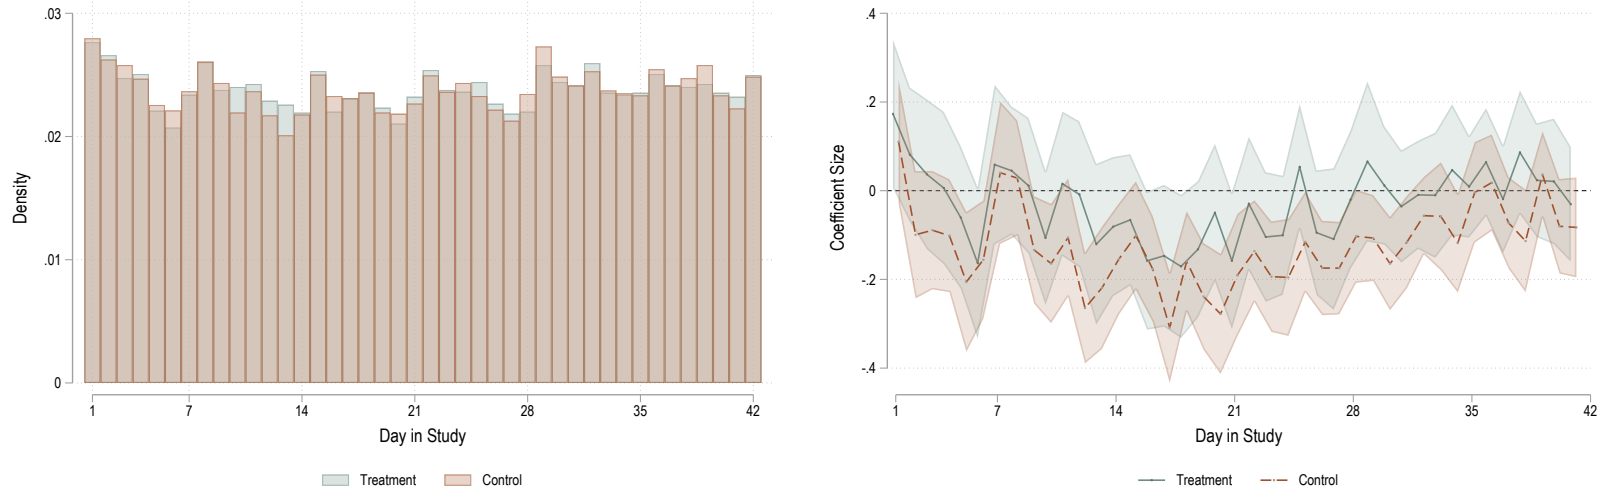 .03
.02
.01
0
Density
1 7 14 21 28 35 42
Day in Study
Treatment Control
.4
.2
0
-.2
-.4
Coefficient Size
1 7 14 21 28 35 42
Day in Study
Treatment Control